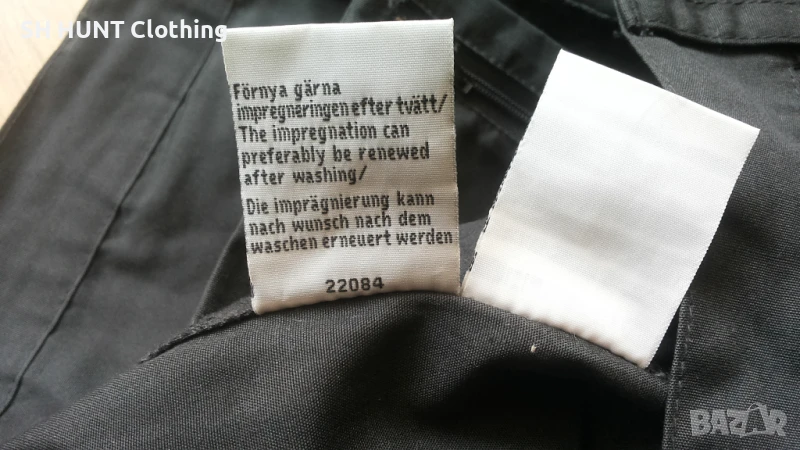 SN HUNT Clothing
Förnya gärna
impregneringen efter tvätt/
The impregnation can
preferably be renewed
after washing/
Die imprägnierung kann
nach wunsch nach dem
waschen erneuert werden
22084
BAZAR